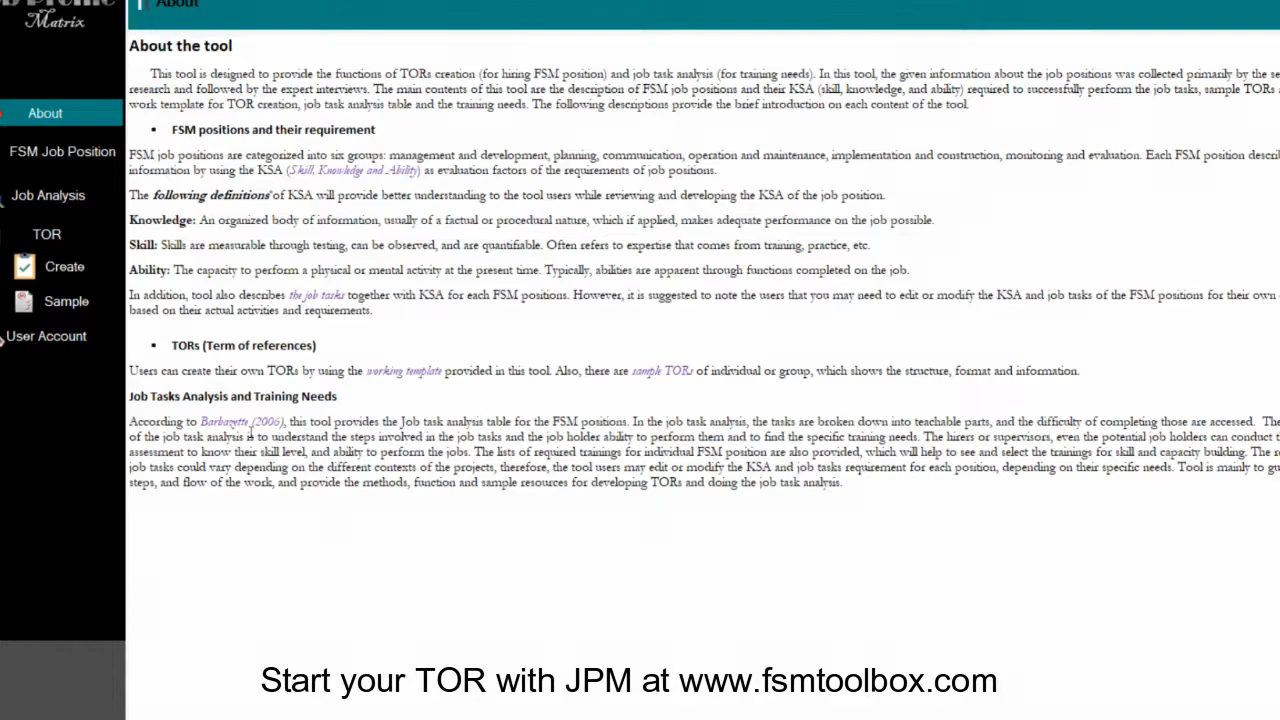 Matrix
About
About
FSM Job Position
Job Analysis
TOR
Create
Sample
User Account
About the tool
This tool is designed to provide the functions of TORs creation (for hiring FSM position) and job task analysis (for training needs). In this tool, the given information about the job positions was collected primarily by the
research and followed by the expert interviews. The main contents of this tool are the description of FSM job positions and their KSA (skill, knowledge, and ability) required to successfully perform the job tasks, sample TORs
work template for TOR creation, job task analysis table and the training needs. The following descriptions provide the brief introduction on each content of the tool.
▪ FSM positions and their requirement
FSM job positions are categorized into six groups: management and development, planning, communication, operation and maintenance, implementation and construction, monitoring and evaluation. Each FSM position
information by using the KSA (Skill, Knowledge and Ability) as evaluation factors of the requirements of job positions.
The following definitions of KSA will provide better understanding to the tool users while reviewing and developing the KSA of the job position.
Knowledge: An organized body of information, usually of a factual or procedural nature, which if applied, makes adequate performance on the job possible.
Skill: Skills are measurable through testing, can be observed, and are quantifiable. Often refers to expertise that comes from training, practice, etc.
Ability: The capacity to perform a physical or mental activity at the present time. Typically, abilities are apparent through functions completed on the job.
In addition, tool also describes the job tasks together with KSA for each FSM positions. However, it is suggested to note the users that you may need to edit or modify the KSA and job tasks of the FSM positions for their own
based on their actual activities and requirements.
▪ TORs (Term of references)
Users can create their own TORs by using the working template provided in this tool. Also, there are sample TORs of individual or group, which shows the structure, format and information.
Job Tasks Analysis and Training Needs
According to Barbazette (2006), this tool provides the Job task analysis table for the FSM positions. In the job task analysis, the tasks are broken down into teachable parts, and the difficulty of completing those are accessed.
of the job task analysis is to understand the steps involved in the job tasks and the job holder ability to perform them and to find the specific training needs. The hirers or supervisors, even the potential job holders can conduct
assessment to know their skill level, and ability to perform the jobs. The lists of required trainings for individual FSM position are also provided, which will help to see and select the trainings for skill and capacity building. The
job tasks could vary depending on the different contexts of the projects, therefore, the tool users may edit or modify the KSA and job tasks requirement for each position, depending on their specific needs. Tool is mainly to
steps, and flow of the work, and provide the methods, function and sample resources for developing TORs and doing the job task analysis.
Start your TOR with JPM at www.fsmtoolbox.com